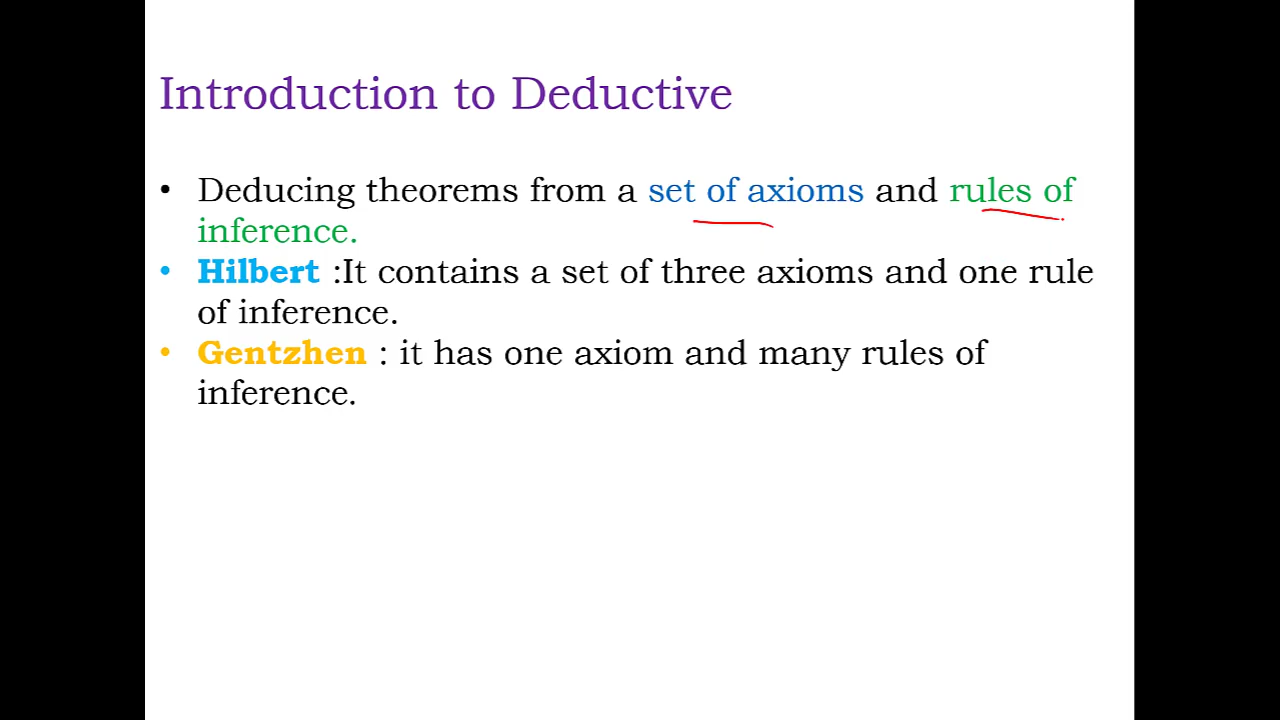 Introduction to Deductive
• Deducing theorems from a set of axioms and rules of
inference.
• Hilbert :It contains a set of three axioms and one rule
of inference.
• Gentzhen : it has one axiom and many rules of
inference.